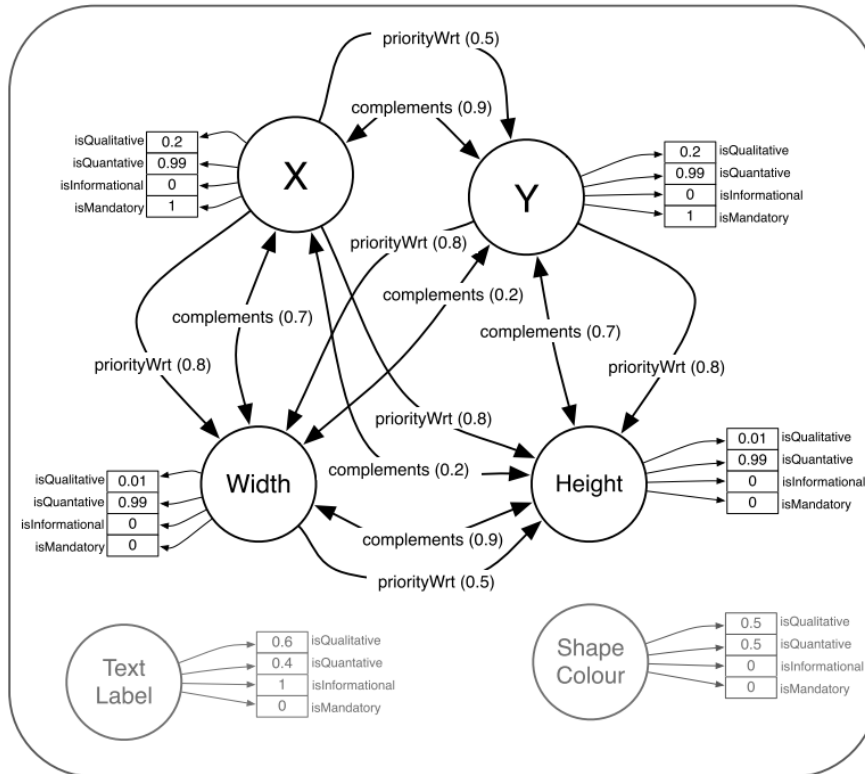 priorityWrt (0.5)
complements (0.9)
X
isQualitative 0.2
isQuantative 0.99
isInformational 0
isMandatory 1
Y
0.2 isQualitative
0.99 isQuantative
0 isInformational
1 isMandatory
priorityWrt (0.8)
complements (0.2)
complements (0.7)
complements (0.7)
priorityWrt (0.8)
priorityWrt (0.8)
priorityWrt (0.8)
complements (0.2)
Width
isQualitative 0.01
isQuantative 0.99
isInformational 0
isMandatory 0
Height
0.01 isQualitative
0.99 isQuantative
0 isInformational
0 isMandatory
complements (0.9)
priorityWrt (0.5)
Text
Label
0.6 isQualitative
0.4 isQuantative
1 isInformational
0 isMandatory
Shape
Colour
0.5 isQualitative
0.5 isQuantative
0 isInformational
0 isMandatory